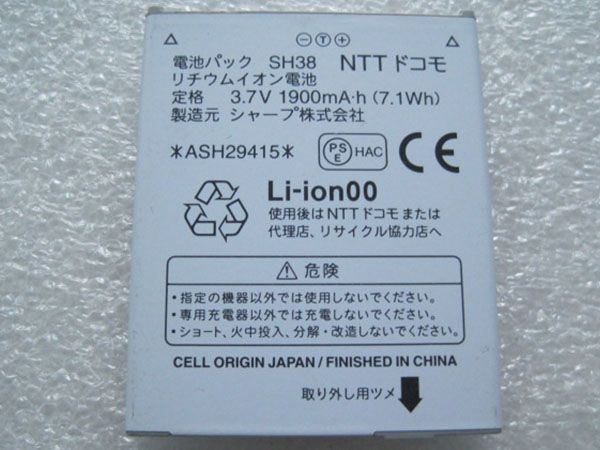 ⊖Ⓣ⊕
電池パック SH38 NTTドコモ
リチウムイオン電池
定格 3.7V 1900mA·h (7.1Wh)
製造元 シャープ株式会社
*ASH29415* PSE HAC CE
Li-ion00
使用後はNTTドコモまたは
代理店、リサイクル協力店へ
⚠危険
・指定の機器以外では使用しないでください。
・専用充電器以外では充電しないでください。
・ショート、火中投入、分解・改造しないでください。
CELL ORIGIN JAPAN / FINISHED IN CHINA
取り外し用ツメ